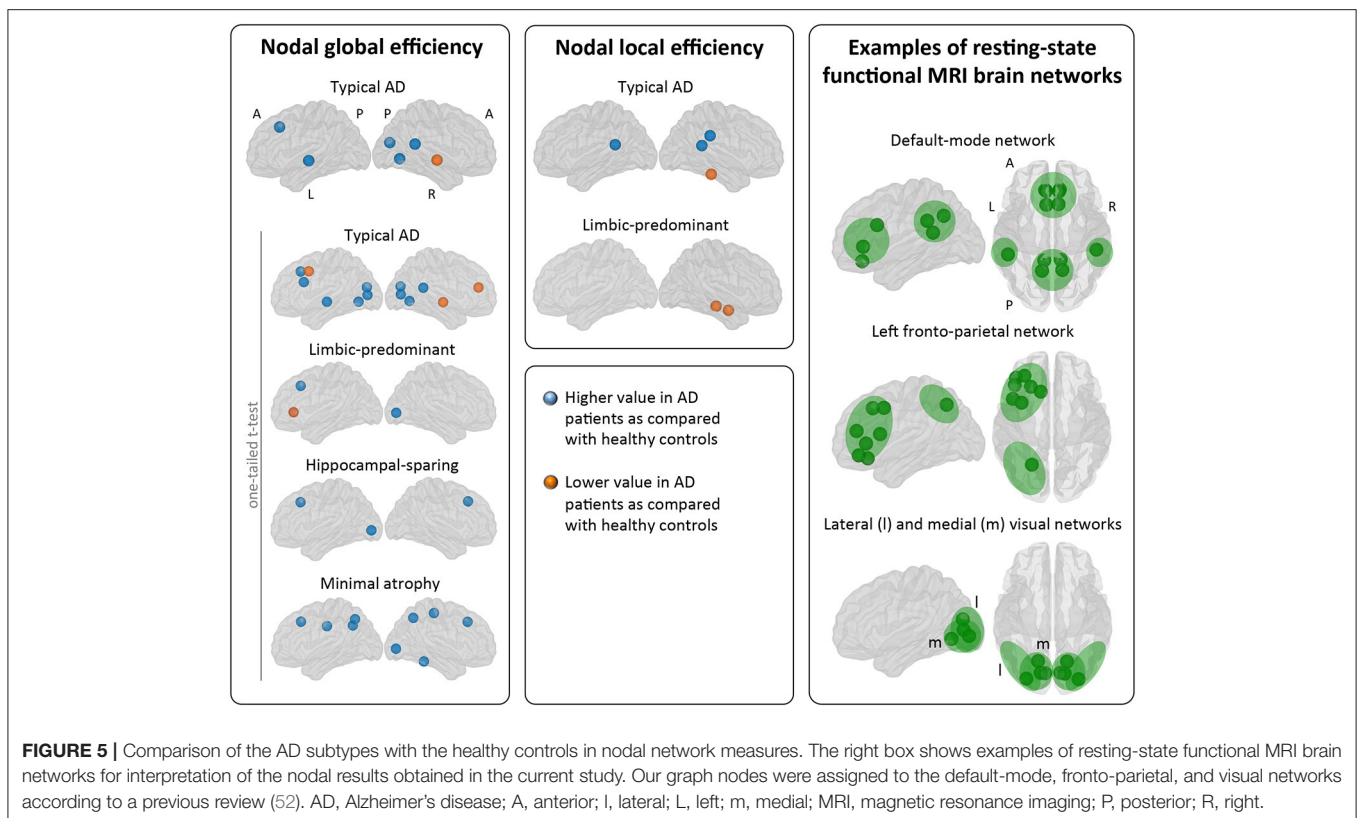 Nodal global efficiency
Typical AD
A P P A
L R
one-tailed t-test
Typical AD
Limbic-predominant
Hippocampal-sparing
Minimal atrophy
Nodal local efficiency
Typical AD
Limbic-predominant
Higher value in AD
patients as compared
with healthy controls
Lower value in AD
patients as compared
with healthy controls
Examples of resting-state
functional MRI brain networks
Default-mode network
A
L R
P
Left fronto-parietal network
Lateral (l) and medial (m) visual networks
l
m m
l
FIGURE 5 | Comparison of the AD subtypes with the healthy controls in nodal network measures. The right box shows examples of resting-state functional MRI brain
networks for interpretation of the nodal results obtained in the current study. Our graph nodes were assigned to the default-mode, fronto-parietal, and visual networks
according to a previous review (52). AD, Alzheimer's disease; A, anterior; l, lateral; L, left; m, medial; MRI, magnetic resonance imaging; P, posterior; R, right.